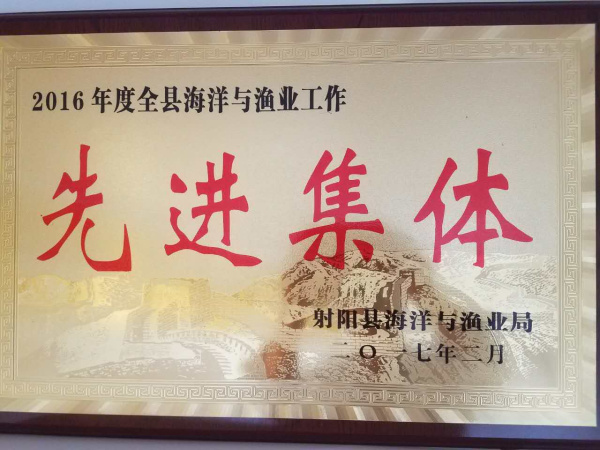 2016年度全县海洋与渔业工作
先进集体
射阳县海洋与渔业局
二〇一七年二月